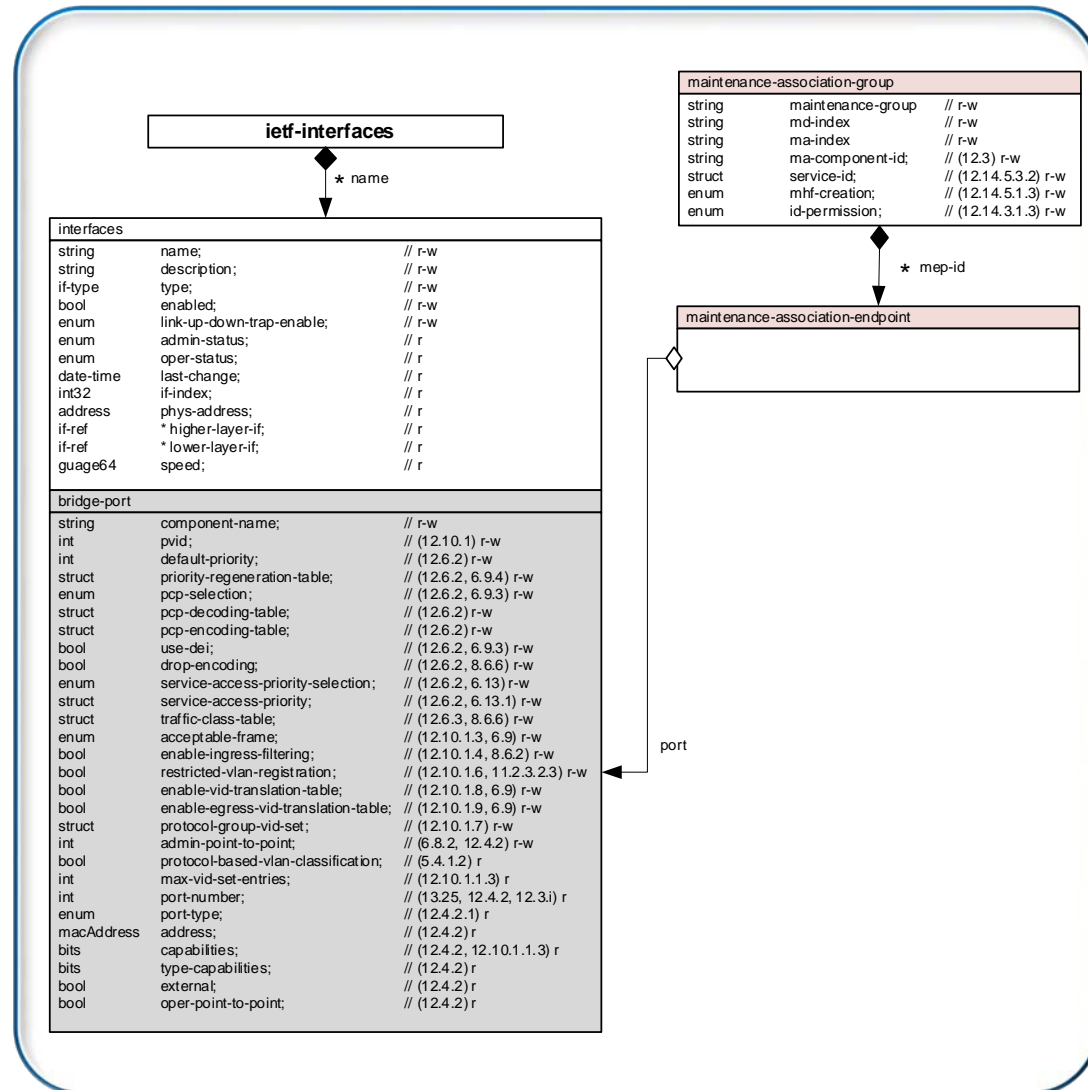 ietf-interfaces
* name
interfaces
string name; // r-w
string description; // r-w
if-type type; // r-w
bool enabled; // r-w
enum link-up-down-trap-enable; // r-w
enum admin-status; // r
enum oper-status; // r
date-time last-change; // r
int32 if-index; // r
address phys-address; // r
if-ref * higher-layer-if; // r
if-ref * lower-layer-if; // r
guage64 speed; // r
bridge-port
string component-name; // r-w
int pvid; // (12.10.1) r-w
int default-priority; // (12.6.2) r-w
struct priority-regeneration-table; // (12.6.2, 6.9.4) r-w
enum pcp-selection; // (12.6.2, 6.9.3) r-w
struct pcp-decoding-table; // (12.6.2) r-w
struct pcp-encoding-table; // (12.6.2) r-w
bool use-dei; // (12.6.2, 6.9.3) r-w
bool drop-encoding; // (12.6.2, 8.6.6) r-w
enum service-access-priority-selection; // (12.6.2, 6.13) r-w
struct service-access-priority; // (12.6.2, 6.13.1) r-w
struct traffic-class-table; // (12.6.3, 8.6.6) r-w
enum acceptable-frame; // (12.10.1.3, 6.9) r-w
bool enable-ingress-filtering; // (12.10.1.4, 8.6.2) r-w
bool restricted-vlan-registration; // (12.10.1.6, 11.2.3.2.3) r-w
bool enable-vid-translation-table; // (12.10.1.8, 6.9) r-w
bool enable-egress-vid-translation-table; // (12.10.1.9, 6.9) r-w
struct protocol-group-vid-set; // (12.10.1.7) r-w
int admin-point-to-point; // (6.8.2, 12.4.2) r-w
bool protocol-based-vlan-classification; // (5.4.1.2) r
int max-vid-set-entries; // (12.10.1.1.3) r
int port-number; // (13.25, 12.4.2, 12.3.i) r
enum port-type; // (12.4.2.1) r
macAddress address; // (12.4.2) r
bits capabilities; // (12.4.2, 12.10.1.1.3) r
bits type-capabilities; // (12.4.2) r
bool external; // (12.4.2) r
bool oper-point-to-point; // (12.4.2) r
maintenance-association-group
string maintenance-group // r-w
string md-index // r-w
string ma-index // r-w
string ma-component-id; // (12.3) r-w
struct service-id; // (12.14.5.3.2) r-w
enum mhf-creation; // (12.14.5.1.3) r-w
enum id-permission; // (12.14.3.1.3) r-w
* mep-id
maintenance-association-endpoint
port